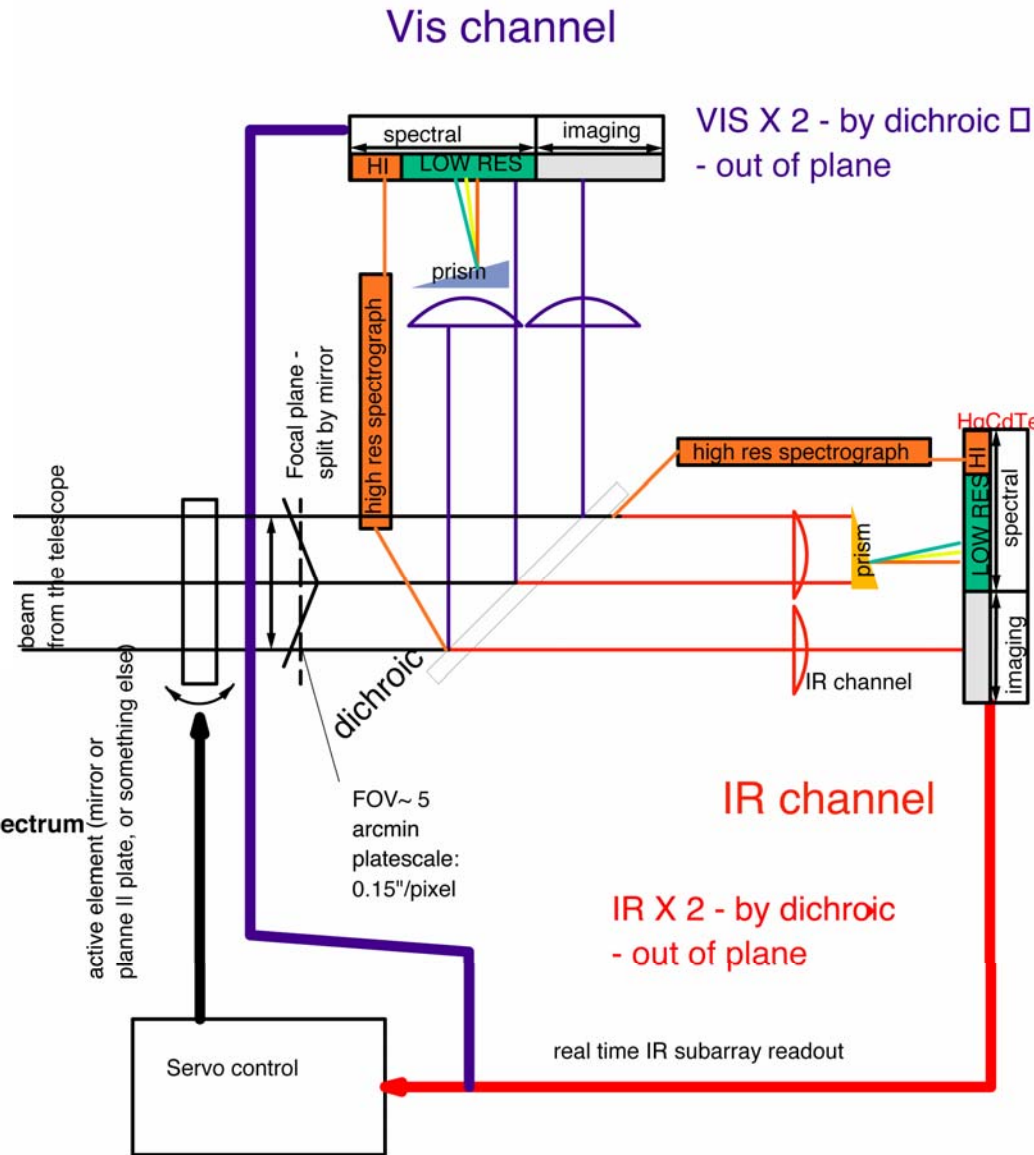 Vis channel
spectral
imaging
HI
LOW RES
VIS X 2 - by dichroic
- out of plane
prism
high res spectrograph
Focal plane -
split by mirror
HgCdTe
high res spectrograph
HI
LOW RES
spectral
imaging
prism
beam
from the telescope
IR channel
dichroic
FOV~ 5
arcmin
platescale:
0.15"/pixel
IR channel
ectrum
active element (mirror or
planne II plate, or something else)
IR X 2 - by dichroic
- out of plane
real time IR subarray readout
Servo control